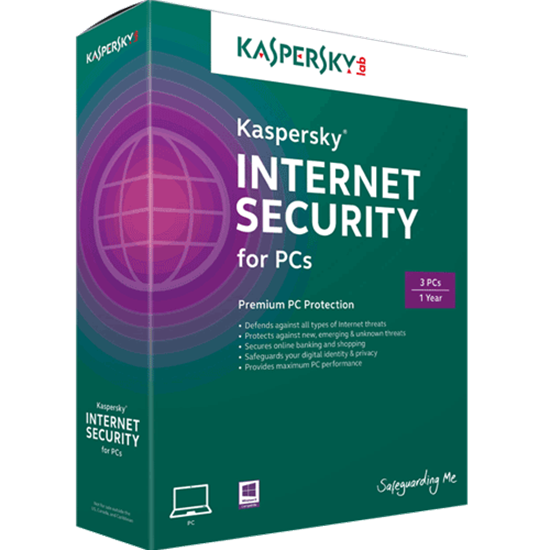 KASPERSKY lab
Kaspersky®
INTERNET
SECURITY
for PCs
3 PCs
1 Year
Premium PC Protection
• Defends against all types of Internet threats
• Protects against new, emerging & unknown threats
• Secures online banking and shopping
• Safeguards your digital identity & privacy
• Provides maximum PC performance
Safeguarding Me
KASPERSKY
Kaspersky®
INTERNET
SECURITY
for PCs
PC